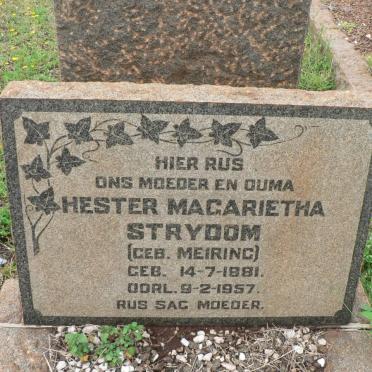 HIER RUS
ONS MOEDER EN OUMA
HESTER MAGARIETHA
STRYDOM
(GEB. MEIRING)
GEB. 14-7-1881.
OORL. 9-2-1957.
RUS SAG MOEDER.